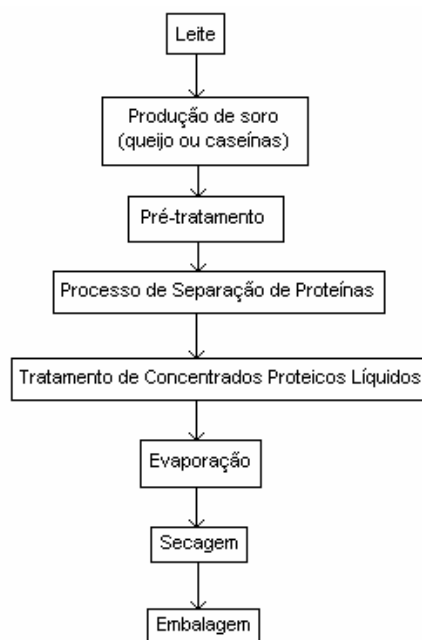 Leite
Produção de soro
(queijo ou caseínas)
Pré-tratamento
Processo de Separação de Proteínas
Tratamento de Concentrados Proteicos Líquidos
Evaporação
Secagem
Embalagem